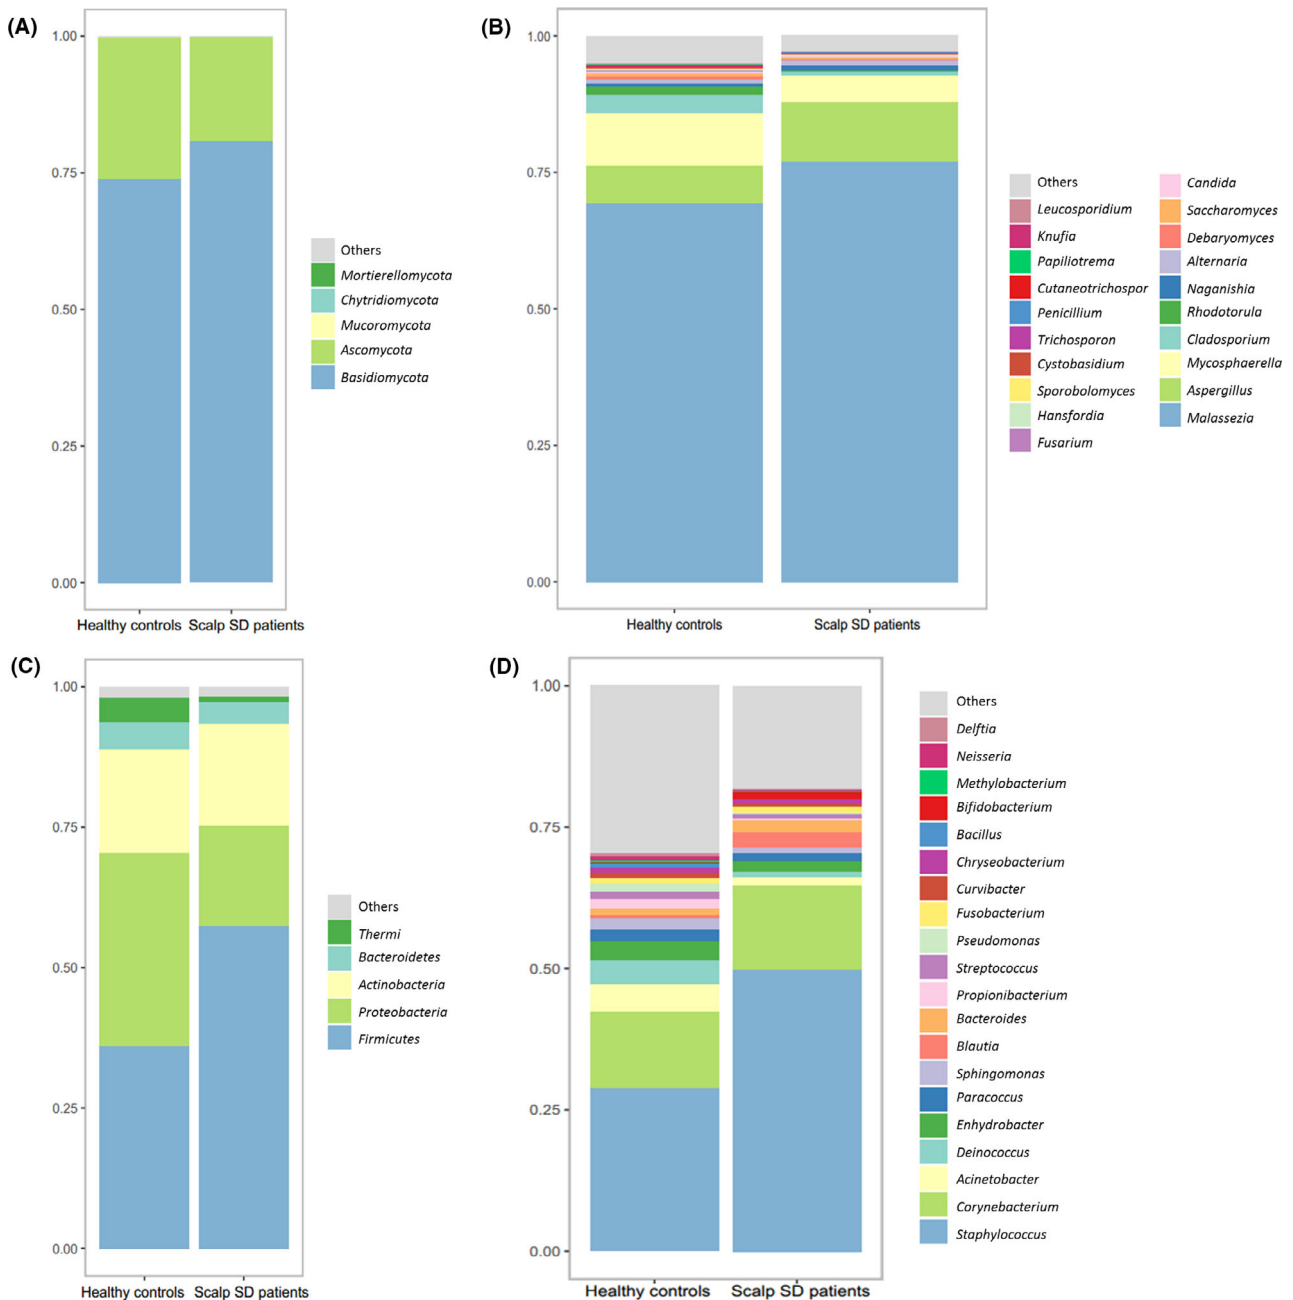 (A)
1.00
0.75
0.50
0.25
0.00
Healthy controls Scalp SD patients
Others
Mortierellomycota
Chytridiomycota
Mucoromycota
Ascomycota
Basidiomycota
(B)
1.00
0.75
0.50
0.25
0.00
Healthy controls Scalp SD patients
Others
Leucosporidium
Knufia
Papiliotrema
Cutaneotrichospor
Penicillium
Trichosporon
Cystobasidium
Sporobolomyces
Hansfordia
Fusarium
Candida
Saccharomyces
Debaryomyces
Alternaria
Naganishia
Rhodotorula
Cladosporium
Mycosphaerella
Aspergillus
Malassezia
(C)
1.00
0.75
0.50
0.25
0.00
Healthy controls Scalp SD patients
Others
Thermi
Bacteroidetes
Actinobacteria
Proteobacteria
Firmicutes
(D)
1.00
0.75
0.50
0.25
0.00
Healthy controls Scalp SD patients
Others
Delftia
Neisseria
Methylobacterium
Bifidobacterium
Bacillus
Chryseobacterium
Curvibacter
Fusobacterium
Pseudomonas
Streptococcus
Propionibacterium
Bacteroides
Blautia
Sphingomonas
Paracoccus
Enhydrobacter
Deinococcus
Acinetobacter
Corynebacterium
Staphylococcus